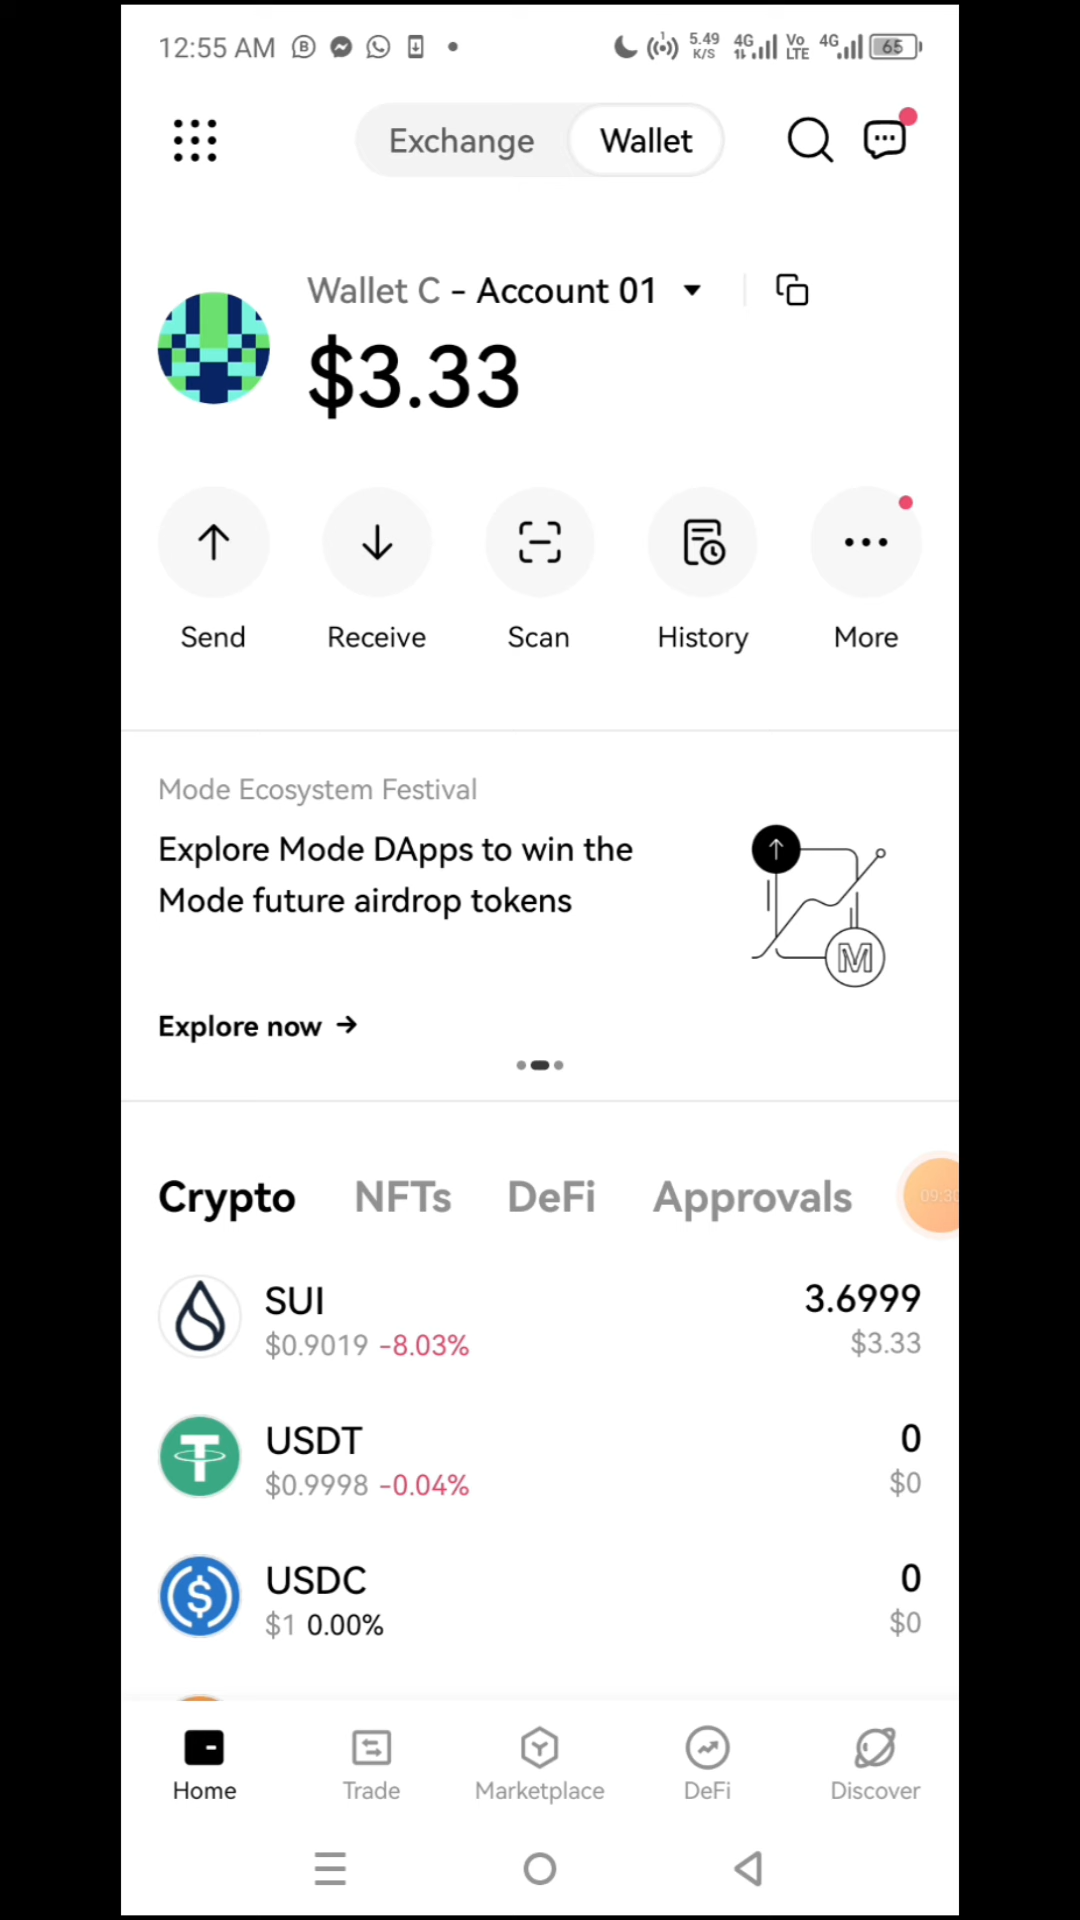 12:55 AM
5.49 K/S 4G Vo LTE 4G 65
Exchange Wallet
Wallet C - Account 01
$3.33
Send Receive Scan History More
Mode Ecosystem Festival
Explore Mode DApps to win the
Mode future airdrop tokens
Explore now →
M
Crypto NFTs DeFi Approvals
09:30
SUI 3.6999
$0.9019 -8.03% $3.33
USDT 0
$0.9998 -0.04% $0
USDC 0
$1 0.00% $0
Home Trade Marketplace DeFi Discover